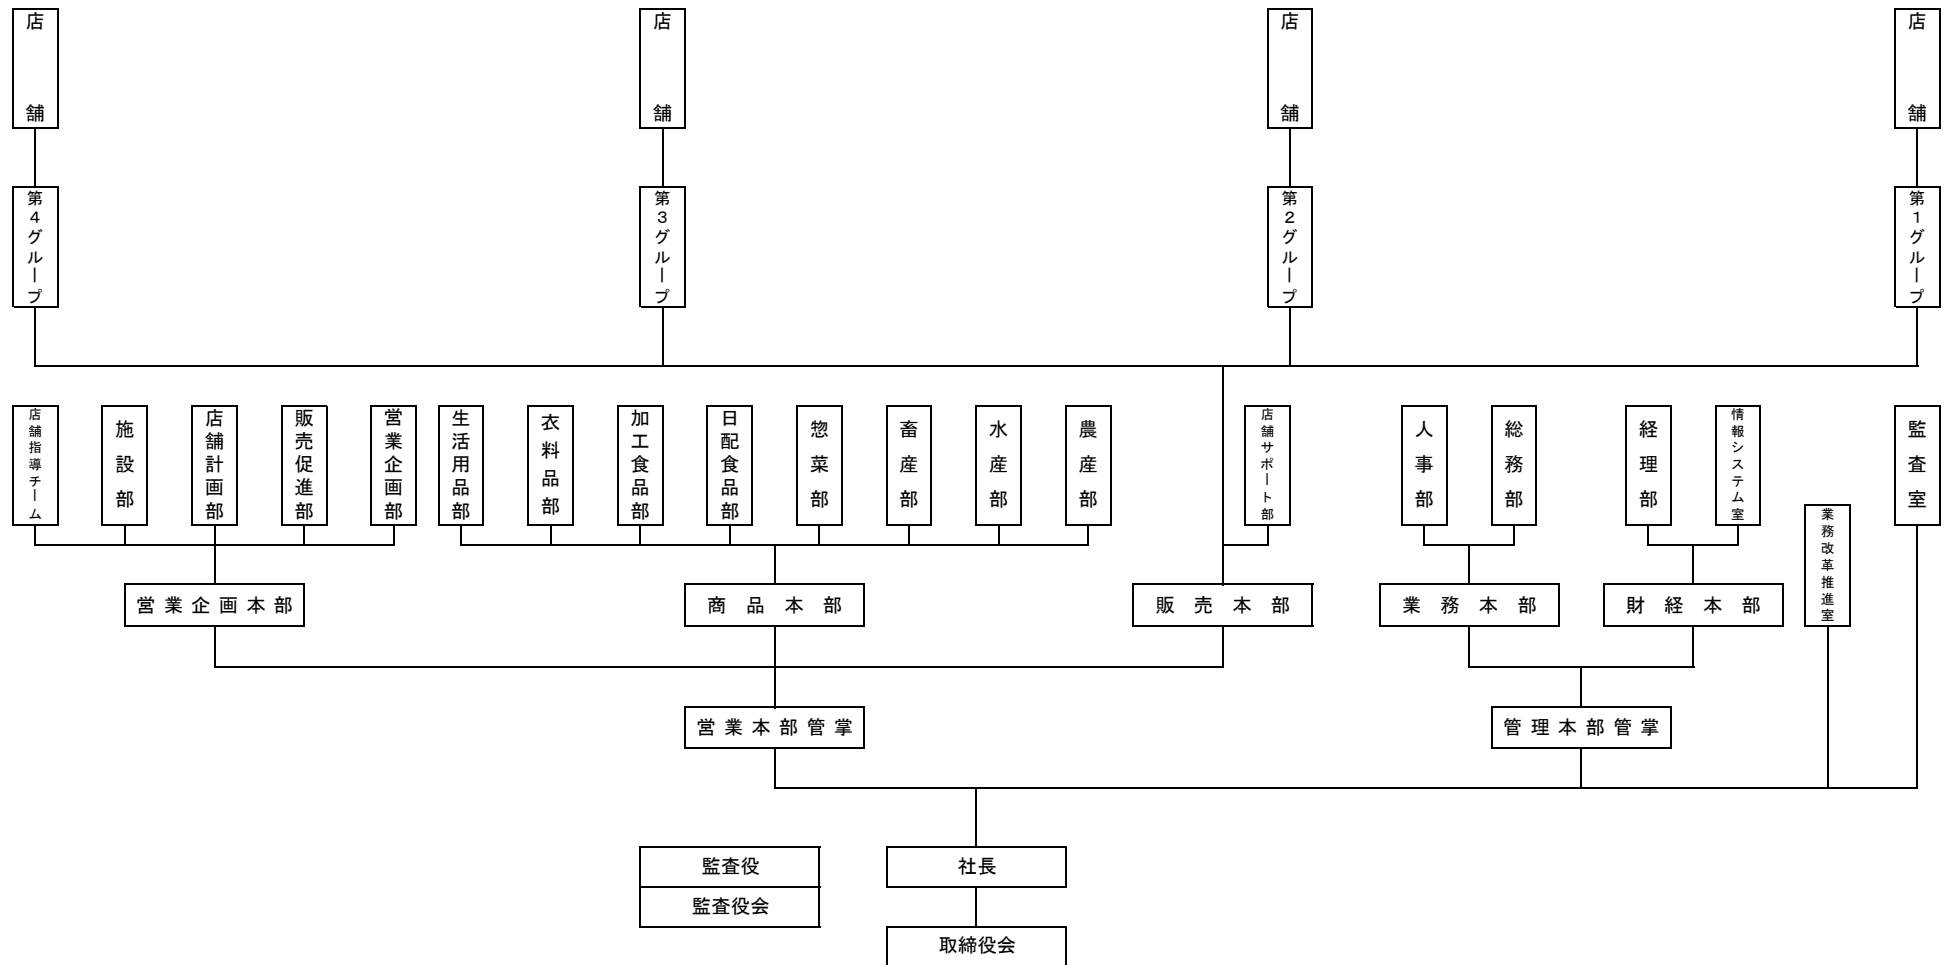 店舗
店舗
店舗
店舗
第4グループ
第3グループ
第2グループ
第1グループ
店舗指導チーム
施設部
店舗計画部
販売促進部
営業企画部
生活用品部
衣料品部
加工食品部
日配食品部
惣菜部
畜産部
水産部
農産部
店舗サポート部
人事部
総務部
経理部
情報システム室
業務改革推進室
監査室
営業企画本部
商品本部
販売本部
業務本部
財経本部
営業本部管掌
管理本部管掌
監査役
社長
監査役会
取締役会